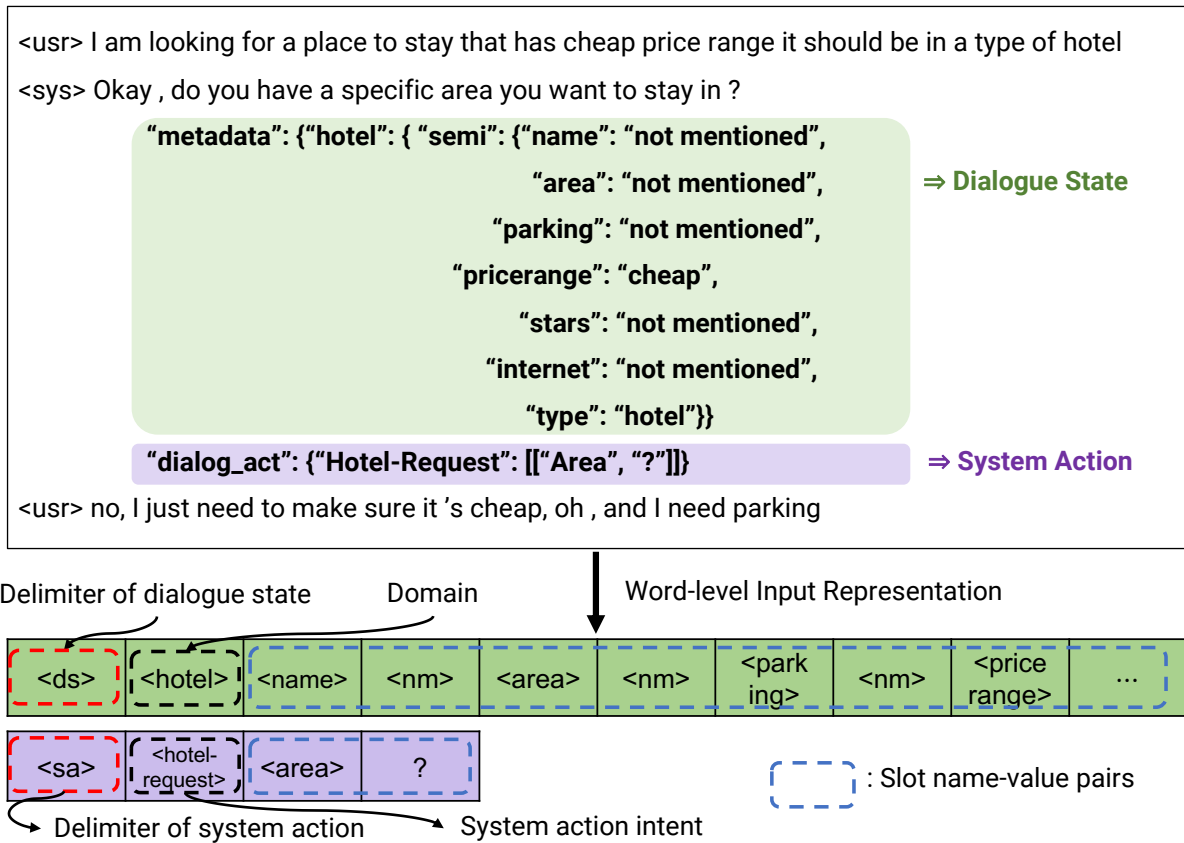 <usr> I am looking for a place to stay that has cheap price range it should be in a type of hotel
<sys> Okay , do you have a specific area you want to stay in ?
“metadata”: {“hotel”: { “semi”: {“name”: “not mentioned”,
“area”: “not mentioned”,
⇒ Dialogue State
“parking”: “not mentioned”,
“pricerange”: “cheap”,
“stars”: “not mentioned”,
“internet”: “not mentioned”,
“type”: “hotel”}}
“dialog_act”: {“Hotel-Request”: [[“Area”, “?”]]}
⇒ System Action
<usr> no, I just need to make sure it ’s cheap, oh , and I need parking
Delimiter of dialogue state
Domain
Word-level Input Representation
<ds>
<hotel>
<name>
<nm>
<area>
<nm>
<park
ing>
<nm>
<price
range>
...
<sa>
<hotel-
request>
<area>
?
: Slot name-value pairs
Delimiter of system action
System action intent